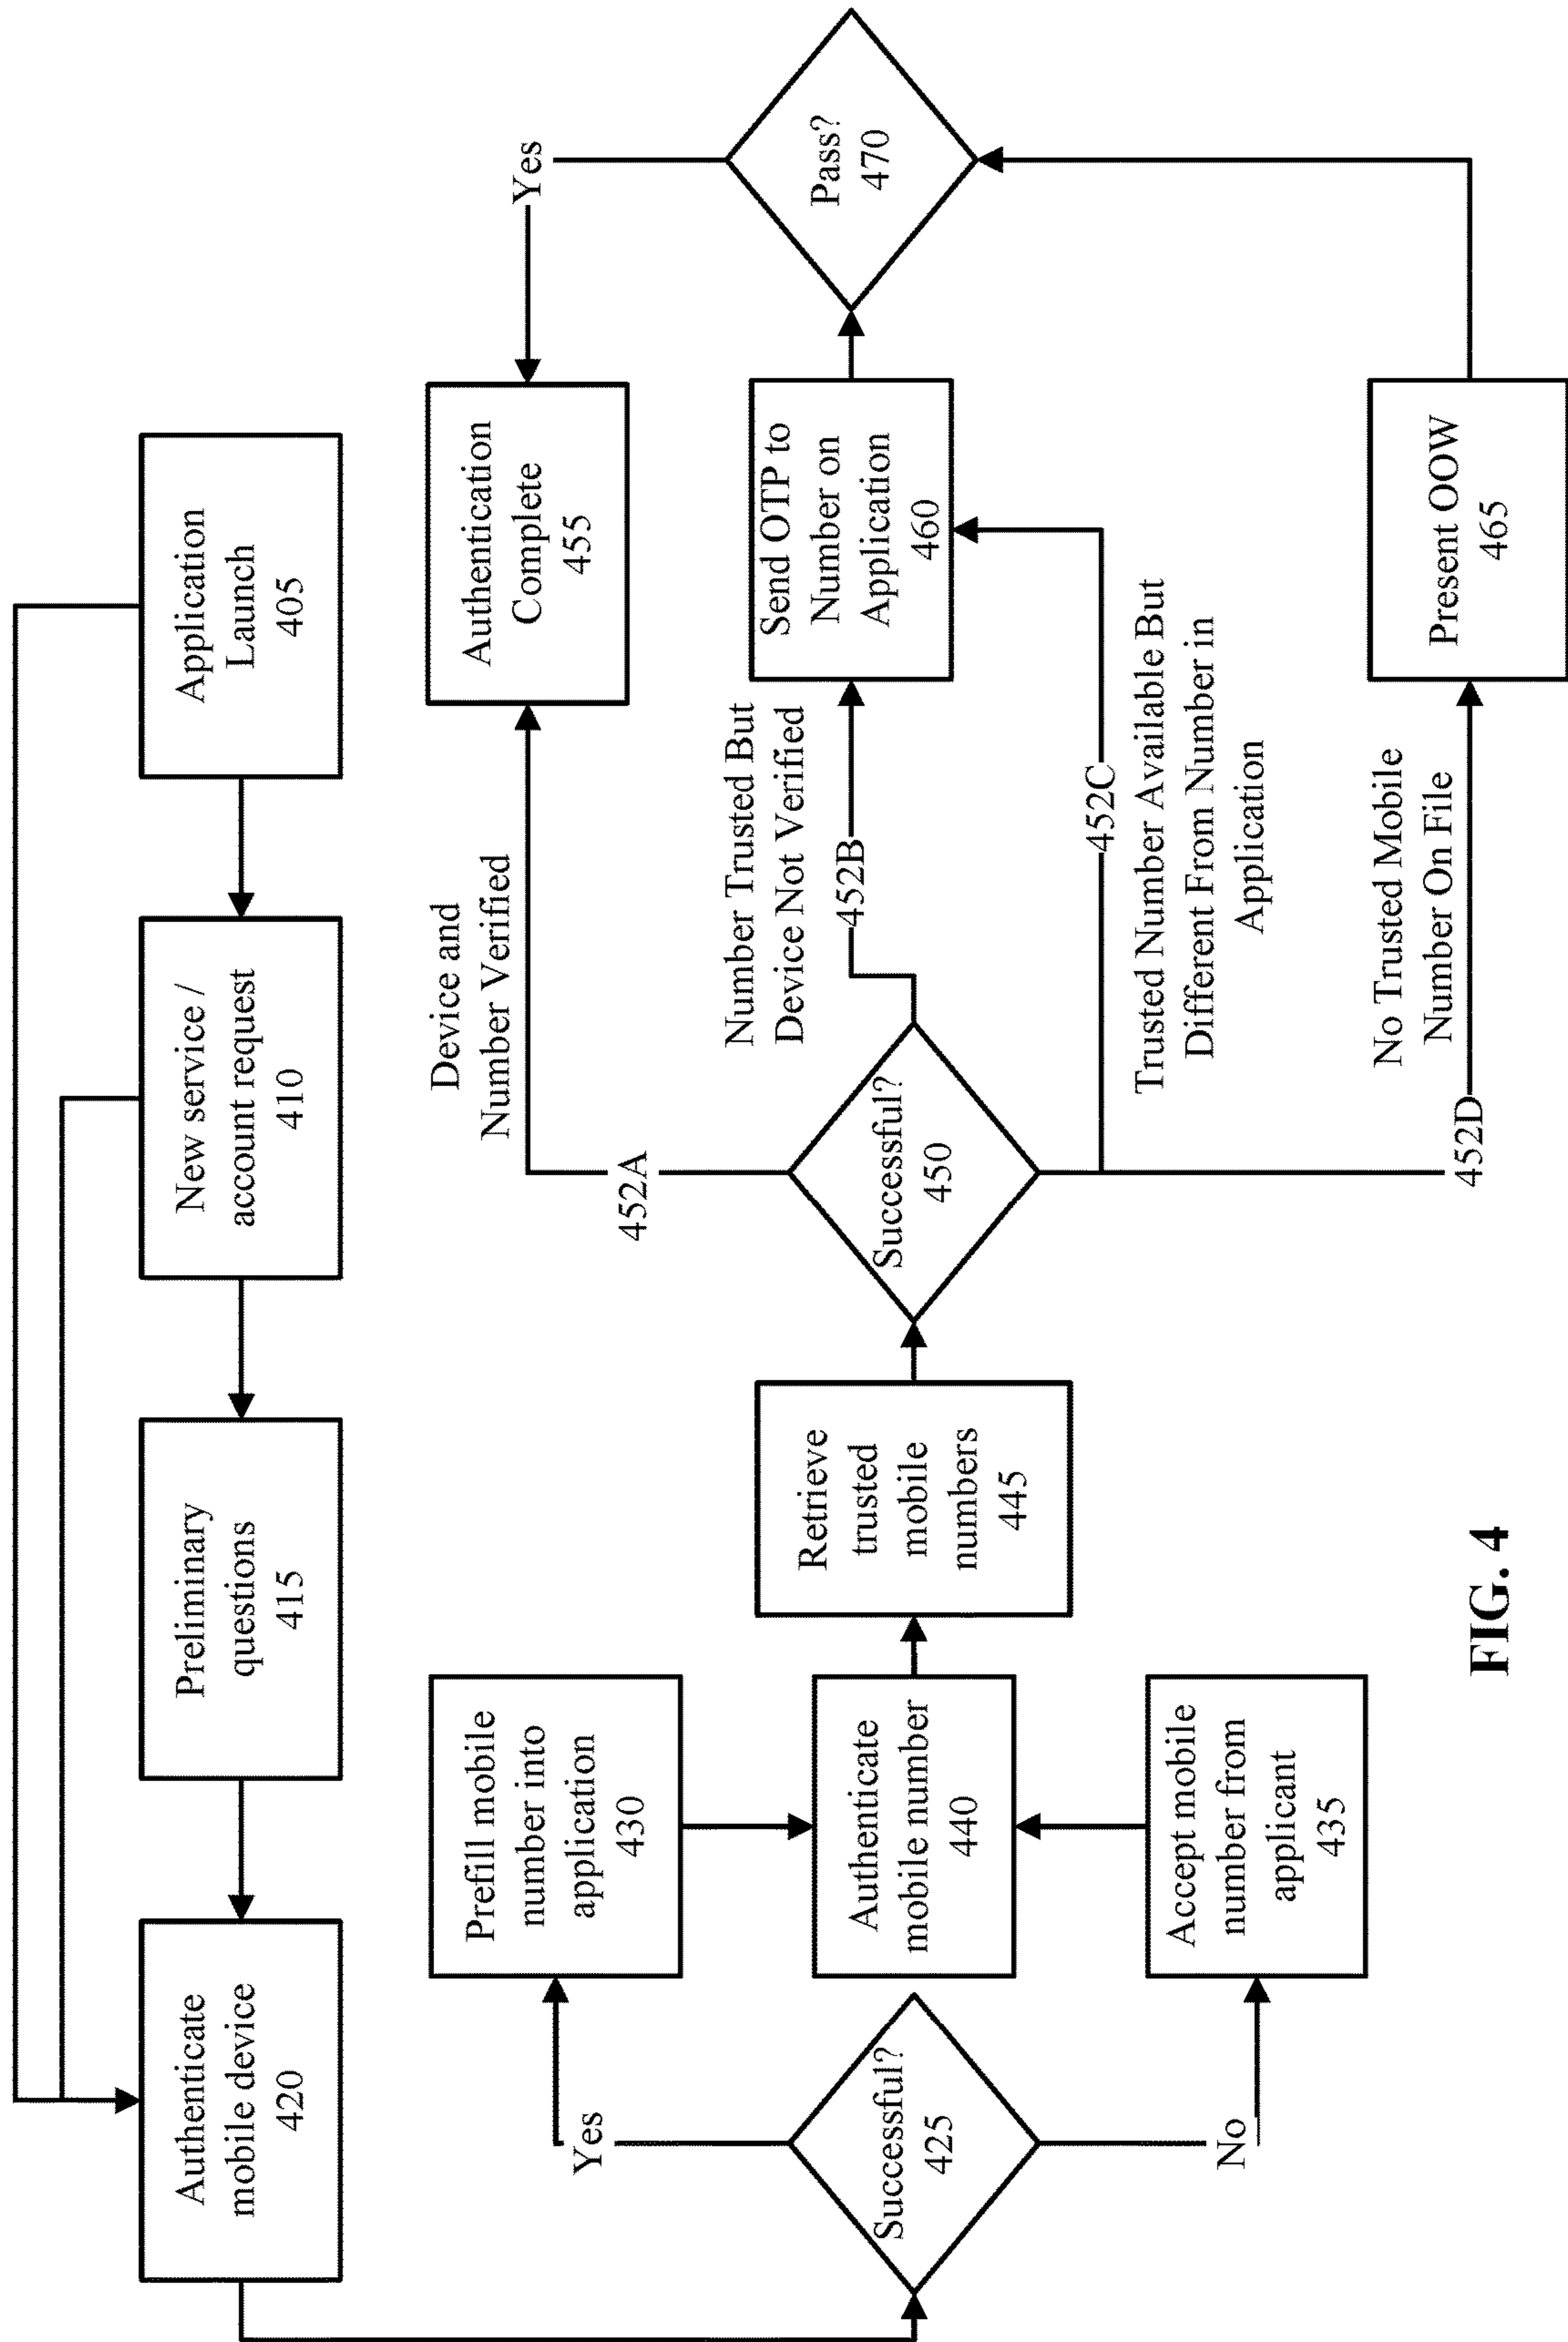 Application
Launch
405
New service /
account request
410
Preliminary
questions
415
Authenticate
mobile device
420
Successful?
425
Yes
No
Prefill mobile
number into
application
430
Accept mobile
number from
applicant
435
Authenticate
mobile number
440
Retrieve
trusted
mobile
numbers
445
Successful?
450
452A
Device and
Number Verified
Authentication
Complete
455
Number Trusted But
Device Not Verified
452B
Send OTP to
Number on
Application
460
452C
Trusted Number Available But
Different From Number in
Application
452D
No Trusted Mobile
Number On File
Present OOW
465
Pass?
470
Yes
FIG. 4